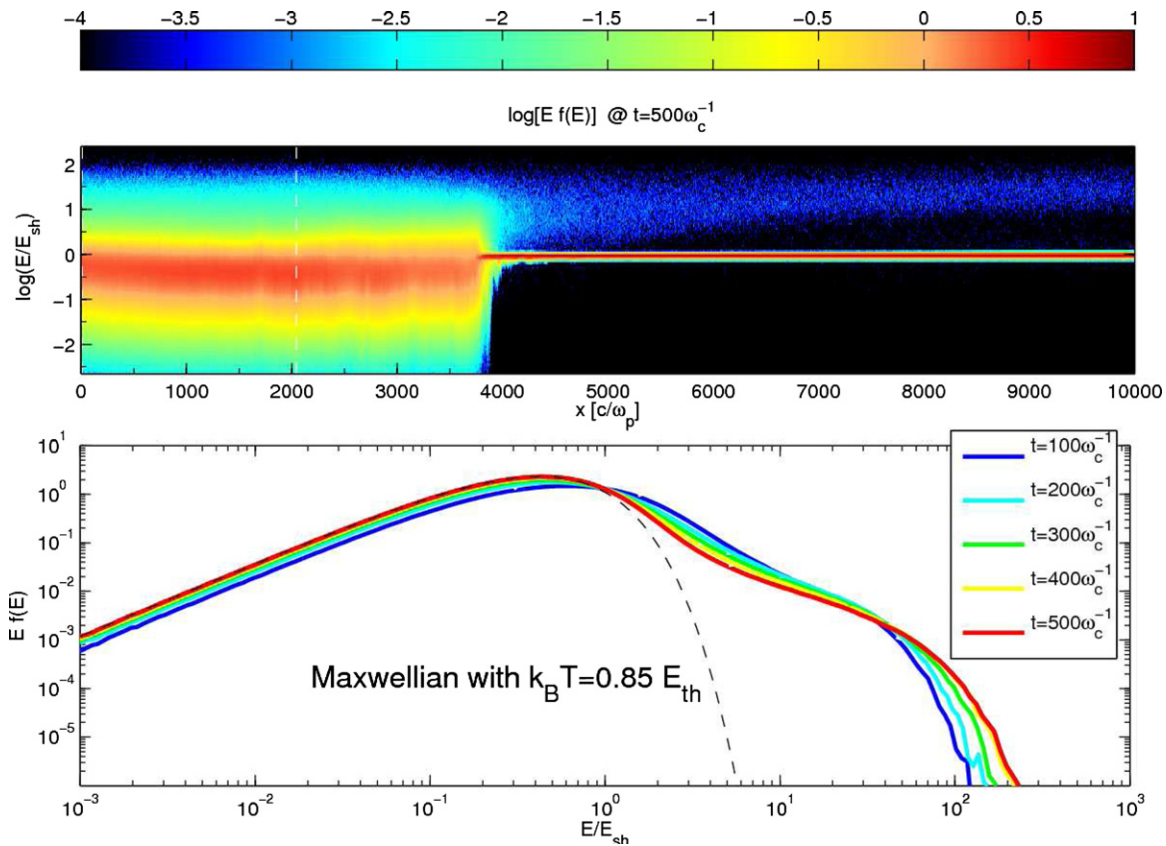 −4 −3.5 −3 −2.5 −2 −1.5 −1 −0.5 0 0.5 1
log[E f(E)] @ t=500ω_c^{−1}
log(E/E_sh)
2
1
0
−1
−2
0 1000 2000 3000 4000 5000 6000 7000 8000 9000 10000
x [c/ω_p]
E f(E)
10^1
10^0
10^{−1}
10^{−2}
10^{−3}
10^{−4}
10^{−5}
t=100ω_c^{−1}
t=200ω_c^{−1}
t=300ω_c^{−1}
t=400ω_c^{−1}
t=500ω_c^{−1}
Maxwellian with k_BT=0.85 E_th
10^{−3} 10^{−2} 10^{−1} 10^0 10^1 10^2 10^3
E/E_sh